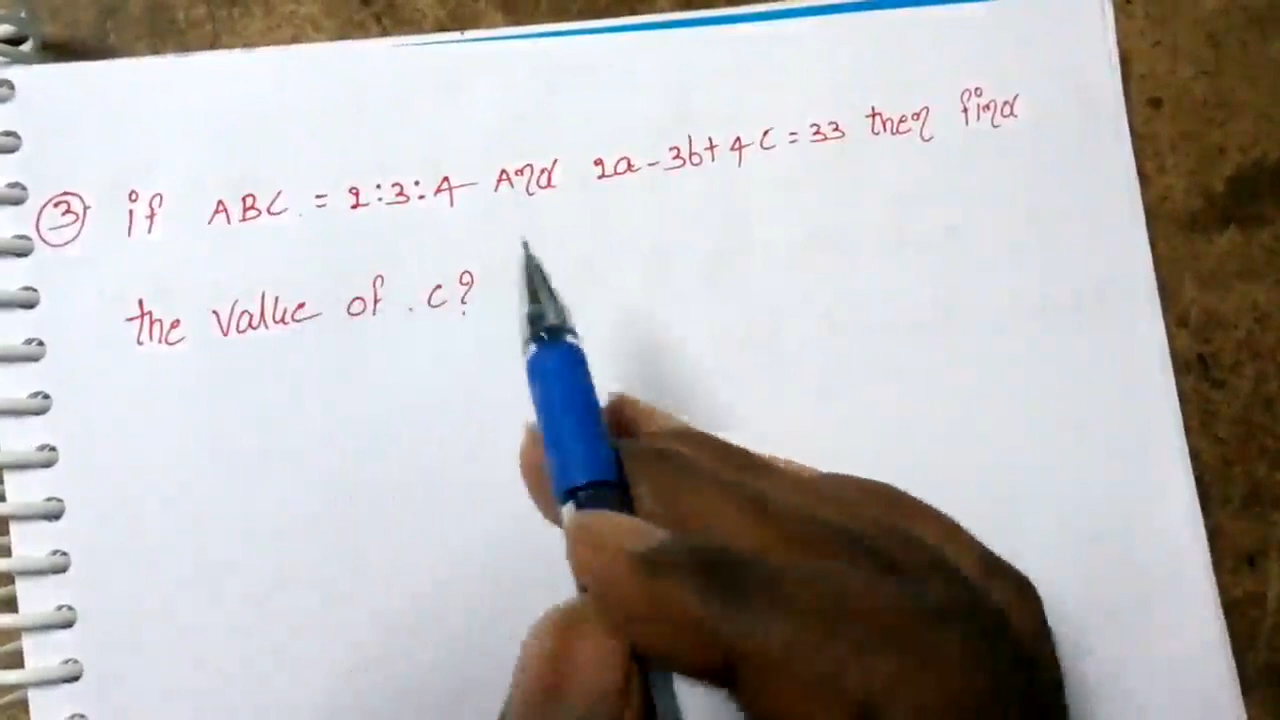 3 if ABC. = 2:3:4 And 2a-3b+4C=33 then find
the value of .c?